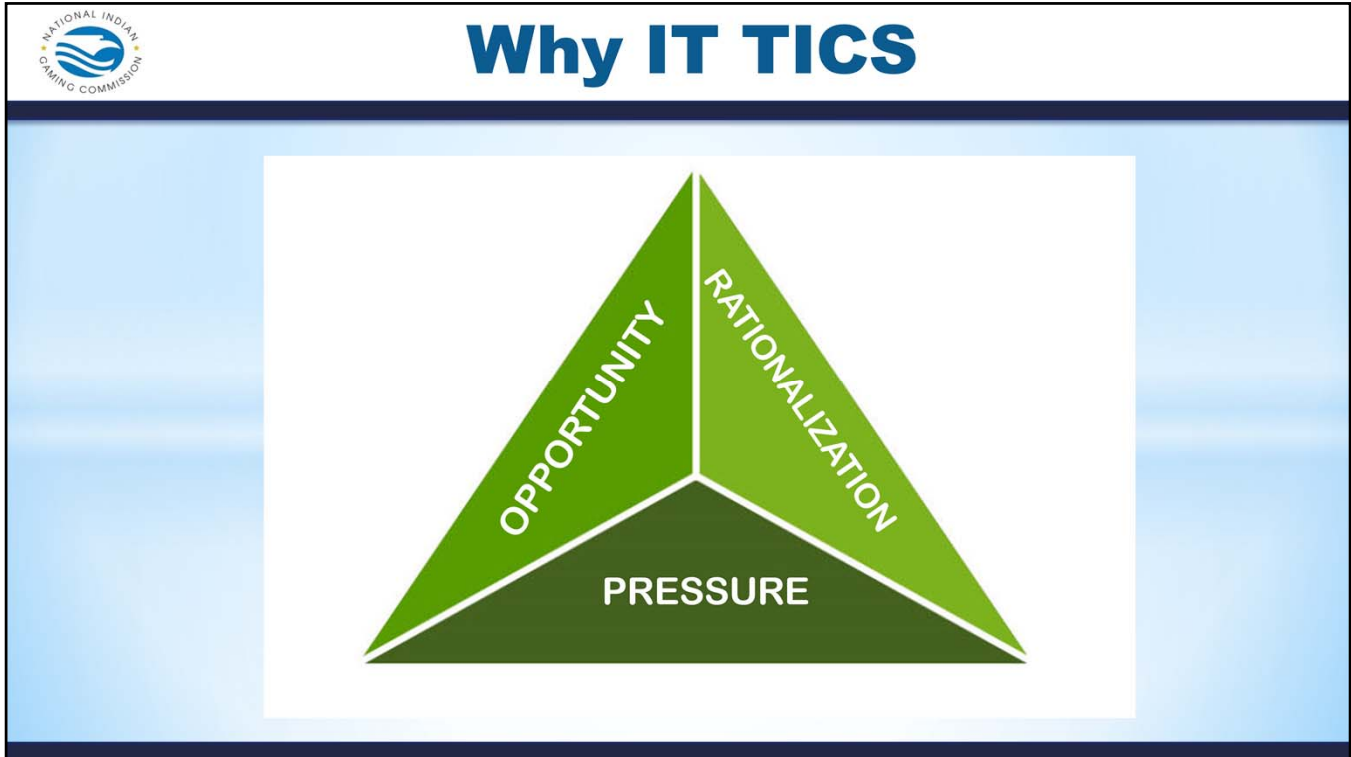 NATIONAL INDIAN
GAMING COMMISSION
Why IT TICS
OPPORTUNITY
RATIONALIZATION
PRESSURE